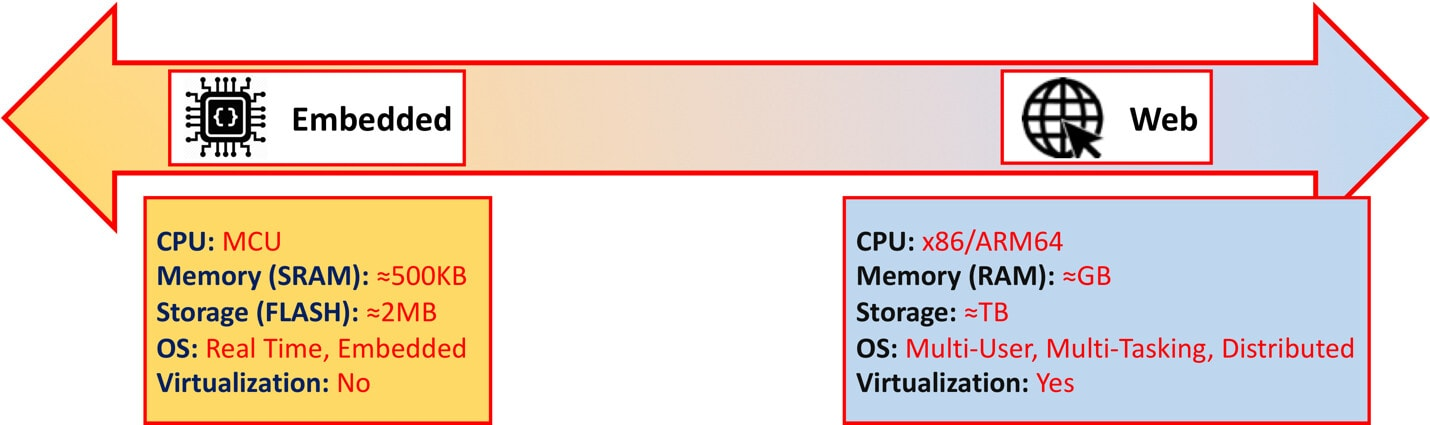 {}
Embedded
Web
CPU: MCU
Memory (SRAM): ≈500KB
Storage (FLASH): ≈2MB
OS: Real Time, Embedded
Virtualization: No
CPU: x86/ARM64
Memory (RAM): ≈GB
Storage: ≈TB
OS: Multi-User, Multi-Tasking, Distributed
Virtualization: Yes